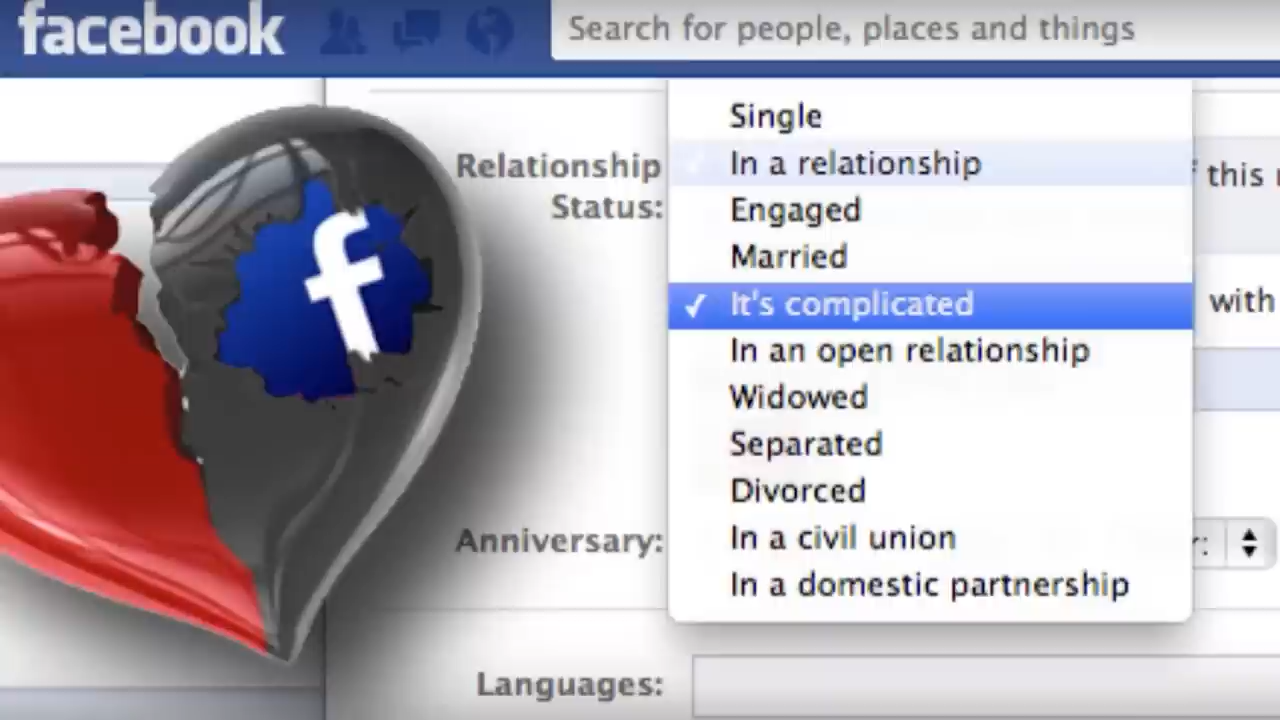 facebook
Search for people, places and things
Relationship
Status:
Single
In a relationship
Engaged
Married
✓ It's complicated
In an open relationship
Widowed
Separated
Divorced
In a civil union
In a domestic partnership
this
with
f
Anniversary:
Languages: